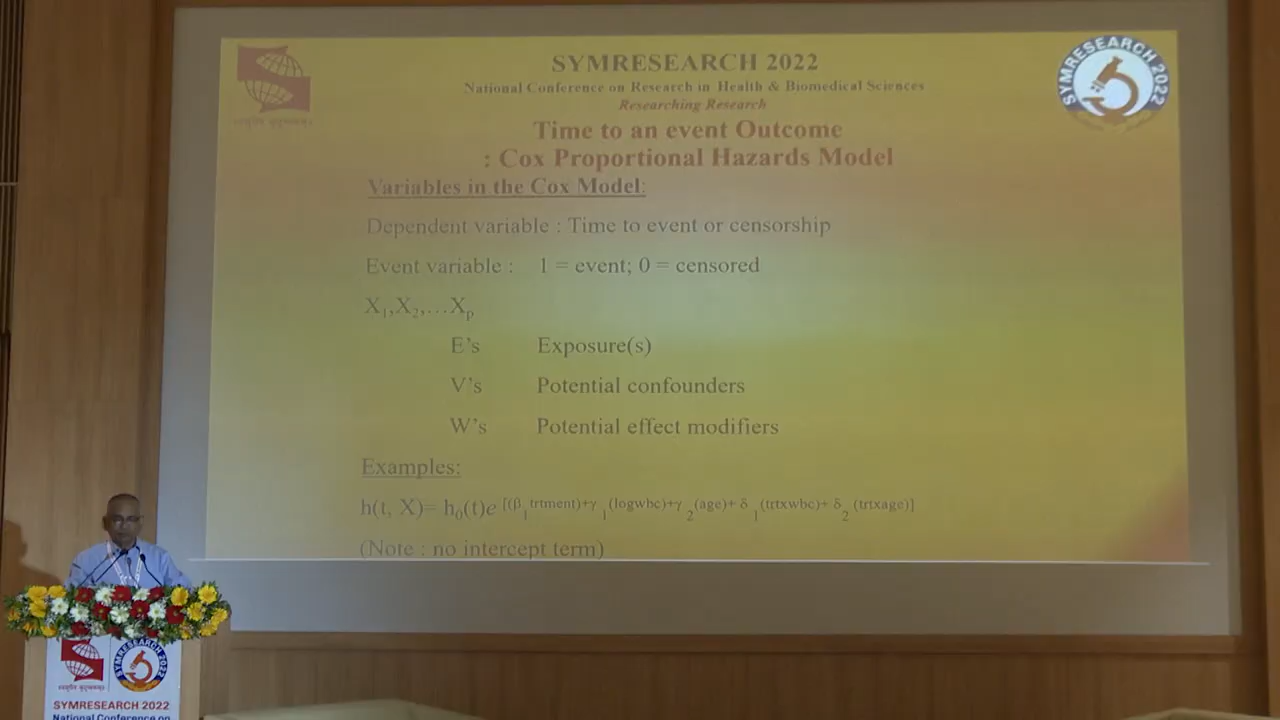 SYMRESEARCH 2022
National Conference on Research in Health & Biomedical Sciences
Researching Research
Time to an event Outcome
: Cox Proportional Hazards Model
SYMRESEARCH 2022
Variables in the Cox Model:
Dependent variable : Time to event or censorship
Event variable : 1 = event; 0 = censored
X₁,X₂,…Xₚ
E’s Exposure(s)
V’s Potential confounders
W’s Potential effect modifiers
Examples:
h(t, X)= h₀(t)e [(β₁trtment)+γ₁(logwbc)+γ₂(age)+ δ₁(trtxwbc)+ δ₂ (trtxage)]
(Note : no intercept term)
SYMRESEARCH 2022
SYMRESEARCH 2022
National Conference on